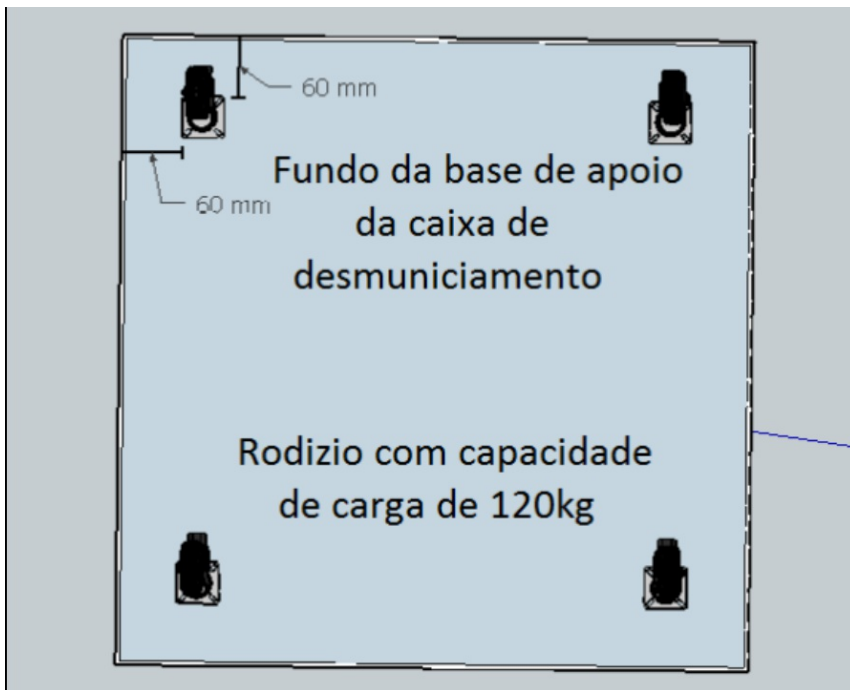 60 mm
60 mm
Fundo da base de apoio
da caixa de
desmuniciamento
Rodizio com capacidade
de carga de 120kg